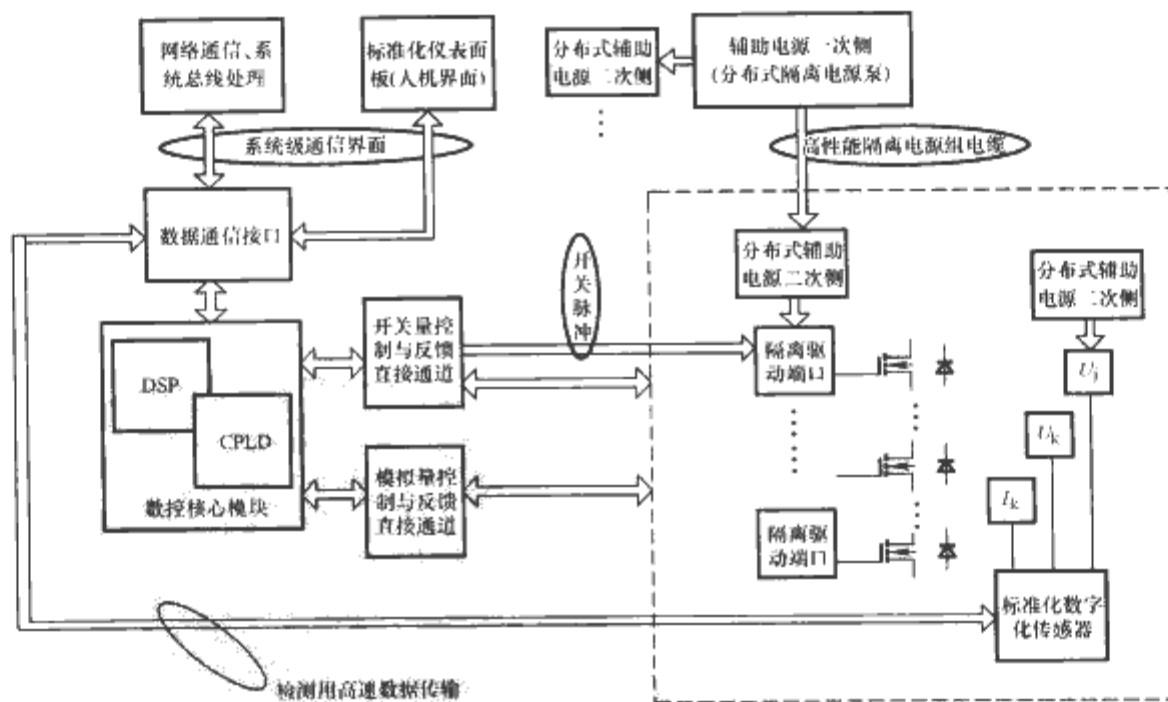 网络通信、系
统总线处理
标准化仪表面
板(人机界面)
分布式辅助
电源二次侧
辅助电源一次侧
(分布式隔离电源泵)
系统级通信界面
高性能隔离电源组电缆
数据通信接口
开
关
脉
冲
分布式辅助
电源二次侧
分布式辅助
电源二次侧
DSP
CPLD
数控核心模块
开关量控
制与反馈
直接通道
隔离驱
动端口
U_j
U_k
I_k
模拟量控
制与反馈
直接通道
隔离驱
动端口
标准化数字
化传感器
检测用高速数据传输